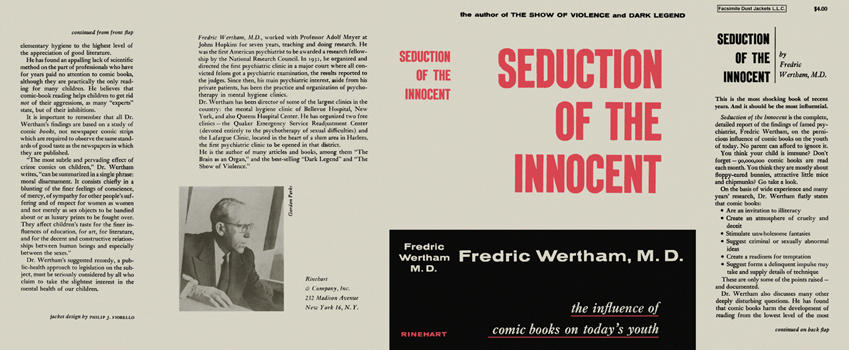 continued from front flap
elementary hygiene to the highest level of
the appreciation of good literature.
He has found an appalling lack of scientific
method on the part of professionals who have
for years paid no attention to comic books,
although they are practically the only read-
ing for many children. He believes that
comic-book reading helps children to get rid
not of their aggressions, as many "experts"
state, but of their inhibitions.
It is important to remember that all Dr.
Wertham's findings are based on a study of
comic books, not newspaper comic strips
which are required to observe the same stand-
ards of good taste as the newspapers in which
they are published.
"The most subtle and pervading effect of
crime comics on children," Dr. Wertham
writes, "can be summarized in a single phrase:
moral disarmament. It consists chiefly in a
blunting of the finer feelings of conscience,
of mercy, of sympathy for other people's suf-
fering and of respect for women as women
and not merely as sex objects to be bandied
about or as luxury prizes to be fought over.
They affect children's taste for the finer in-
fluences of education, for art, for literature,
and for the decent and constructive relation-
ships between human beings and especially
between the sexes."
Dr. Wertham's suggested remedy, a pub-
lic-health approach to legislation on the sub-
ject, must be seriously considered by all who
claim to take the slightest interest in the
mental health of our children.
jacket design by PHILIP J. FIORELLO
Fredric Wertham, M.D., worked with Professor Adolf Meyer at
Johns Hopkins for seven years, teaching and doing research. He
was the first American psychiatrist to be awarded a research fellow-
ship by the National Research Council. In 1932, he organized and
directed the first psychiatric clinic in a major court where all con-
victed felons got a psychiatric examination, the results reported to
the judges. Since then, his main psychiatric interest, aside from his
private patients, has been the practice and organization of psycho-
therapy in mental hygiene clinics.
Dr. Wertham has been director of some of the largest clinics in the
country: the mental hygiene clinic of Bellevue Hospital, New
York, and also Queens Hospital Center. He has organized two free
clinics – the Quaker Emergency Service Readjustment Center
(devoted entirely to the psychotherapy of sexual difficulties) and
the Lafargue Clinic, located in the heart of a slum area in Harlem,
the first psychiatric clinic to be opened in that district.
He is the author of many articles and books, among them "The
Brain as an Organ," and the best-selling "Dark Legend" and "The
Show of Violence."
Gordon Parks
Rinehart
& Company, Inc.
232 Madison Avenue
New York 16, N. Y.
SEDUCTION
OF THE
INNOCENT
Fredric
Wertham
M. D.
RINEHART
the author of THE SHOW OF VIOLENCE and DARK LEGEND
SEDUCTION
OF THE
INNOCENT
Fredric Wertham, M. D.
the influence of
comic books on today's youth
Facsimile Dust Jackets L.L.C.
$4.00
SEDUCTION
OF THE
INNOCENT
by
Fredric
Wertham, M.D.
This is the most shocking book of recent
years. And it should be the most influential.
Seduction of the Innocent is the complete,
detailed report of the findings of famed psy-
chiatrist, Fredric Wertham, on the perni-
cious influence of comic books on the youth
of today. No parent can afford to ignore it.
You think your child is immune? Don't
forget—90,000,000 comic books are read
each month. You think they are mostly about
floppy-eared bunnies, attractive little mice
and chipmunks? Go take a look.
On the basis of wide experience and many
years' research, Dr. Wertham flatly states
that comic books:
• Are an invitation to illiteracy
• Create an atmosphere of cruelty and
deceit
• Stimulate unwholesome fantasies
• Suggest criminal or sexually abnormal
ideas
• Create a readiness for temptation
• Suggest forms a delinquent impulse may
take and supply details of technique
These are only some of the points raised—
and documented.
Dr. Wertham also discusses many other
deeply disturbing questions. He has found
that comic books harm the development of
reading from the lowest level of the most
continued on back flap